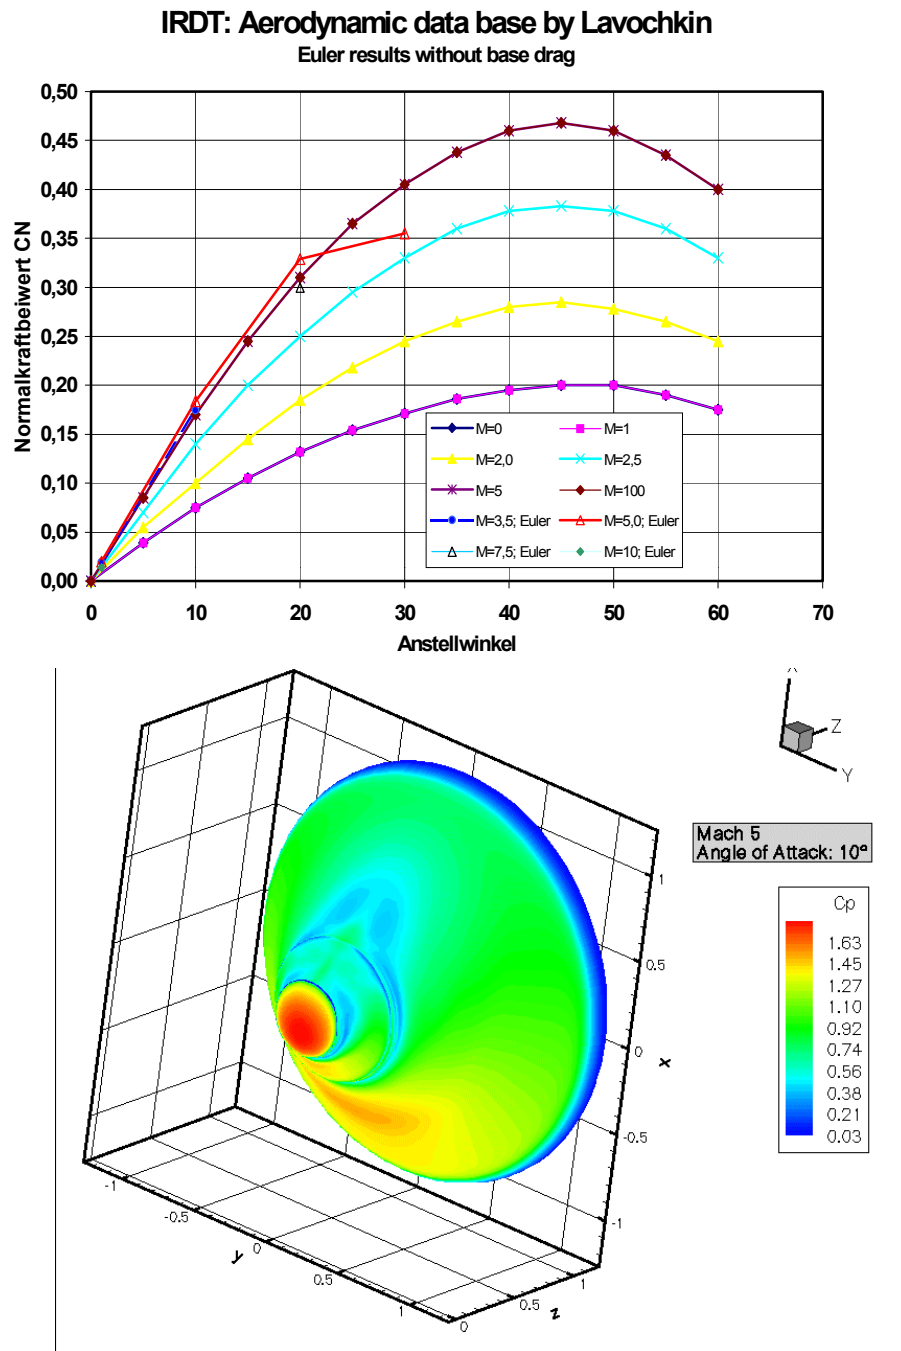 IRDT: Aerodynamic data base by Lavochkin
Euler results without base drag
Normalkraftbeiwert CN
0,50
0,45
0,40
0,35
0,30
0,25
0,20
0,15
0,10
0,05
0,00
M=0 M=1
M=2,0 M=2,5
M=5 M=100
M=3,5; Euler M=5,0; Euler
M=7,5; Euler M=10; Euler
0 10 20 30 40 50 60 70
Anstellwinkel
X
Z
Y
Mach 5
Angle of Attack: 10º
Cp
1.63
1.45
1.27
1.10
0.92
0.74
0.56
0.38
0.21
0.03
1
0.5
0
-0.5
-1
x
-1
-0.5
0
0.5
1
y
0
0.5
1
z